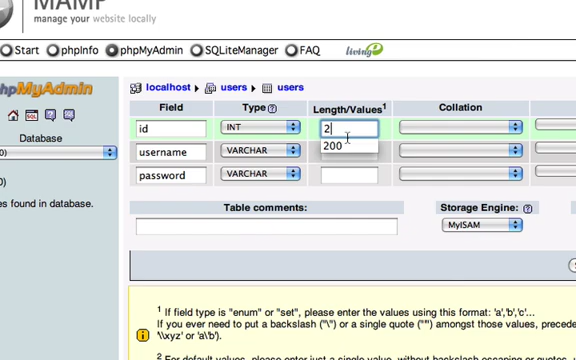 MAMP
manage your website locally
Start phpInfo phpMyAdmin SQLiteManager FAQ living
hpMyAdmin
localhost users users
Field Type Length/Values1 Collation
id INT 2
200
username VARCHAR
password VARCHAR
Database
0)
0)
es found in database.
Table comments: Storage Engine:
MyISAM
1 If field type is "enum" or "set", please enter the values using this format: 'a','b','c'...
If you ever need to put a backslash ("\") or a single quote ("'") amongst those values, precede
'\\xyz' or 'a\'b').
2 For default values, please enter just a single value, without backslash escaping or quotes,